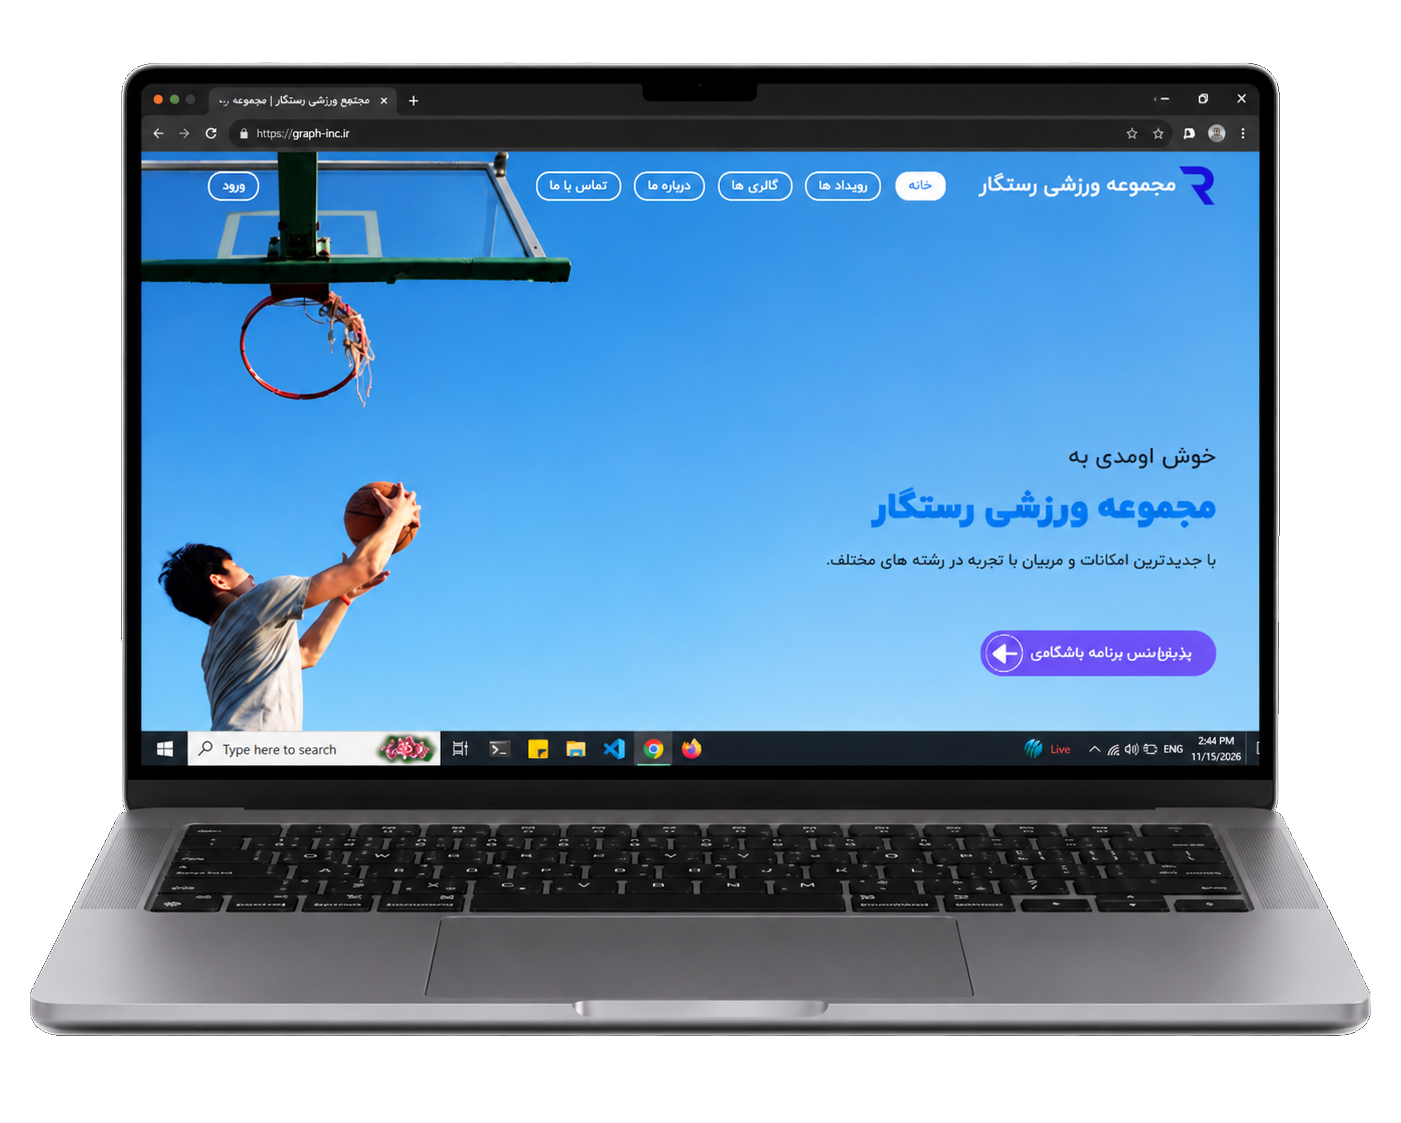 مجتمع ورزشی رستگار | مجموعه
https://graph-inc.ir
مجموعه ورزشی رستگار
خانه
رویداد ها
گالری ها
درباره ما
تماس با ما
ورود
خوش اومدی به
مجموعه ورزشی رستگار
با جدیدترین امکانات و مربیان با تجربه در رشته های مختلف.
برنامه باشگاهی
Type here to search
Live
ENG
2:44 PM
11/15/2026